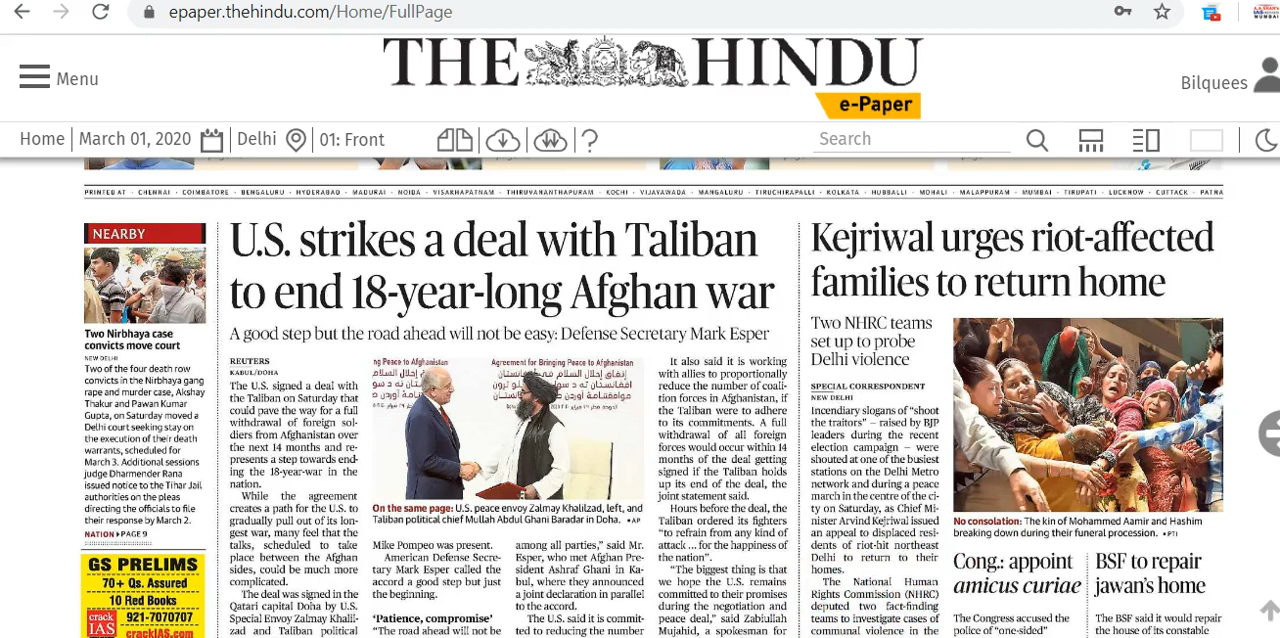 epaper.thehindu.com/Home/FullPage
THE HINDU
e-Paper
Menu
Bilquees
Home March 01, 2020 Delhi 01: Front
Search
PRINTED AT · CHENNAI · COIMBATORE · BENGALURU · HYDERABAD · MADURAI · NOIDA · VISAKHAPATNAM · THIRUVANANTHAPURAM · KOCHI · VIJAYAWADA · MANGALURU · TIRUCHIRAPALLI · KOLKATA · HUBBALLI · MOHALI · MALAPPURAM · MUMBAI · TIRUPATI · LUCKNOW · CUTTACK · PATNA
NEARBY
Two Nirbhaya case
convicts move court
NEW DELHI
Two of the four death row
convicts in the Nirbhaya gang
rape and murder case, Akshay
Thakur and Pawan Kumar
Gupta, on Saturday moved a
Delhi court seeking stay on
the execution of their death
warrants, scheduled for
March 3. Additional sessions
judge Dharmender Rana
issued notice to the Tihar Jail
authorities on the pleas
directing the officials to file
their response by March 2.
NATION PAGE 9
GS PRELIMS
70+ Qs. Assured
10 Red Books
crack
IAS
921-7070707
crackIAS.com
U.S. strikes a deal with Taliban
to end 18-year-long Afghan war
A good step but the road ahead will not be easy: Defense Secretary Mark Esper
REUTERS
KABUL/DOHA
The U.S. signed a deal with
the Taliban on Saturday that
could pave the way for a full
withdrawal of foreign sol-
diers from Afghanistan over
the next 14 months and re-
presents a step towards end-
ing the 18-year-war in the
nation.
While the agreement
creates a path for the U.S. to
gradually pull out of its lon-
gest war, many feel that the
talks, scheduled to take
place between the Afghan
sides, could be much more
complicated.
The deal was signed in the
Qatari capital Doha by U.S.
Special Envoy Zalmay Khalil-
zad and Taliban political
ng Peace to Afghanistan
Agreement for Bringing Peace to Afghanistan
On the same page: U.S. peace envoy Zalmay Khalilzad, left, and
Taliban political chief Mullah Abdul Ghani Baradar in Doha. •AP
Mike Pompeo was present.
American Defense Secre-
tary Mark Esper called the
accord a good step but just
the beginning.
'Patience, compromise'
"The road ahead will not be
among all parties," said Mr.
Esper, who met Afghan Pre-
sident Ashraf Ghani in Ka-
bul, where they announced
a joint declaration in parallel
to the accord.
The U.S. said it is commit-
ted to reducing the number
It also said it is working
with allies to proportionally
reduce the number of coali-
tion forces in Afghanistan, if
the Taliban were to adhere
to its commitments. A full
withdrawal of all foreign
forces would occur within 14
months of the deal getting
signed if the Taliban holds
up its end of the deal, the
joint statement said.
Hours before the deal, the
Taliban ordered its fighters
"to refrain from any kind of
attack ... for the happiness of
the nation".
"The biggest thing is that
we hope the U.S. remains
committed to their promises
during the negotiation and
peace deal," said Zabiullah
Mujahid, a spokesman for
Kejriwal urges riot-affected
families to return home
Two NHRC teams
set up to probe
Delhi violence
SPECIAL CORRESPONDENT
NEW DELHI
Incendiary slogans of "shoot
the traitors" – raised by BJP
leaders during the recent
election campaign – were
shouted at one of the busiest
stations on the Delhi Metro
network and during a peace
march in the centre of the ci-
ty on Saturday, as Chief Mi-
nister Arvind Kejriwal issued
an appeal to displaced resi-
dents of riot-hit northeast
Delhi to return to their
homes.
The National Human
Rights Commission (NHRC)
deputed two fact-finding
teams to investigate cases of
communal violence in the
No consolation: The kin of Mohammed Aamir and Hashim
breaking down during their funeral procession. •PTI
Cong.: appoint
amicus curiae
The Congress accused the
police of "one-sided"
BSF to repair
jawan's home
The BSF said it would repair
the house of its constable